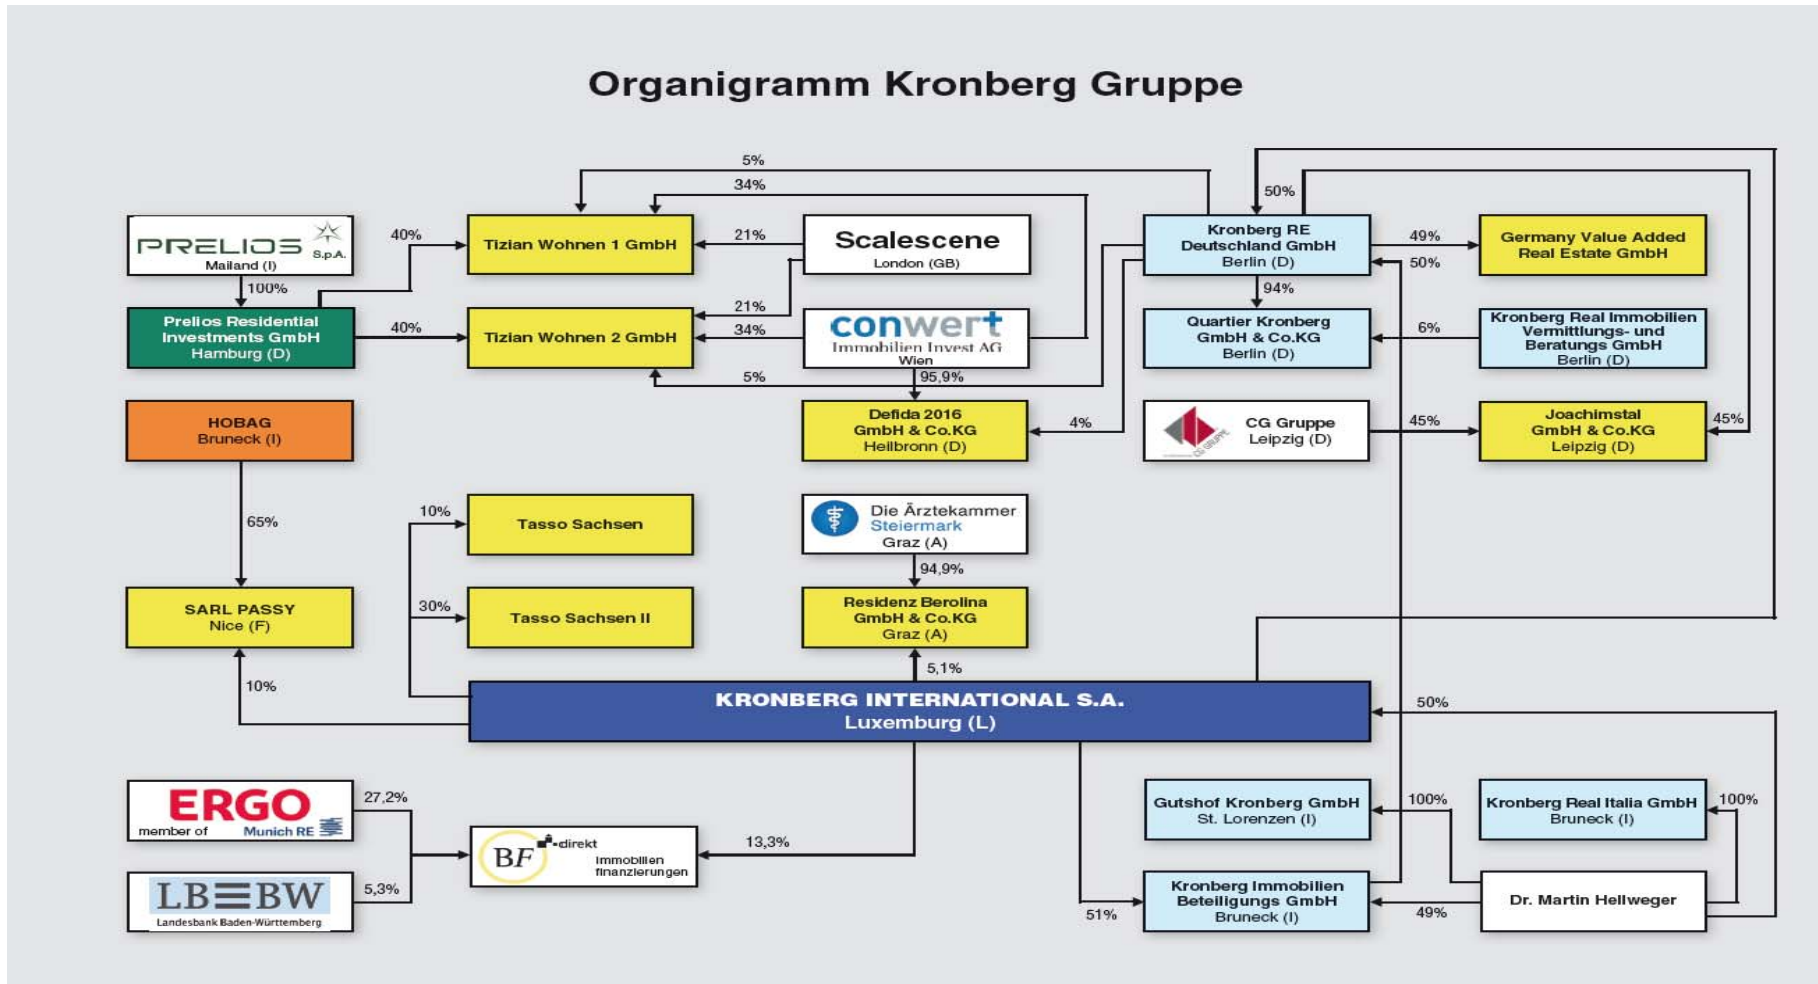 Organigramm Kronberg Gruppe
5%
34%
50%
PRELIOS S.p.A.
Mailand (I)
40%
Tizian Wohnen 1 GmbH
21%
Scalescene
London (GB)
Kronberg RE
Deutschland GmbH
Berlin (D)
49%
50%
Germany Value Added
Real Estate GmbH
100%
94%
Prelios Residential
Investments GmbH
Hamburg (D)
40%
Tizian Wohnen 2 GmbH
21%
34%
conwert
Immobilien Invest AG
Wien
Quartier Kronberg
GmbH & Co.KG
Berlin (D)
6%
Kronberg Real Immobilien
Vermittlungs- und
Beratungs GmbH
Berlin (D)
5%
95,9%
HOBAG
Bruneck (I)
Defida 2016
GmbH & Co.KG
Heilbronn (D)
4%
CG GRUPPE
CG Gruppe
Leipzig (D)
45%
Joachimstal
GmbH & Co.KG
Leipzig (D)
45%
65%
10%
Tasso Sachsen
Die Ärztekammer
Steiermark
Graz (A)
94,9%
SARL PASSY
Nice (F)
30%
Tasso Sachsen II
Residenz Berolina
GmbH & Co.KG
Graz (A)
10%
5,1%
KRONBERG INTERNATIONAL S.A.
Luxemburg (L)
50%
ERGO
member of Munich RE
27,2%
BF-direkt
Immobilien
finanzierungen
13,3%
Gutshof Kronberg GmbH
St. Lorenzen (I)
100%
Kronberg Real Italia GmbH
Bruneck (I)
100%
LBBW
Landesbank Baden-Württemberg
5,3%
51%
Kronberg Immobilien
Beteiligungs GmbH
Bruneck (I)
49%
Dr. Martin Hellweger